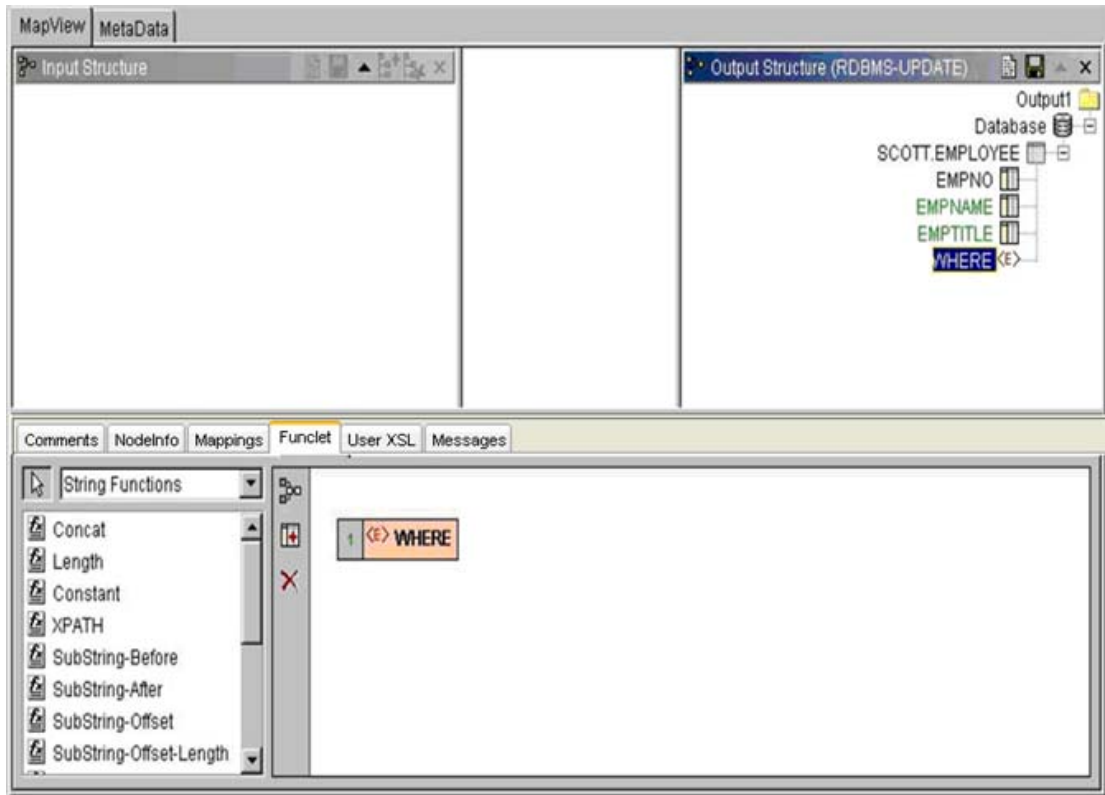 MapView MetaData
Input Structure
Output Structure (RDBMS-UPDATE)
Output1
Database
SCOTT.EMPLOYEE
EMPNO
EMPNAME
EMPTITLE
WHERE <E>
Comments NodeInfo Mappings Funclet User XSL Messages
String Functions
Concat
Length
Constant
XPATH
SubString-Before
SubString-After
SubString-Offset
SubString-Offset-Length
1 <E> WHERE